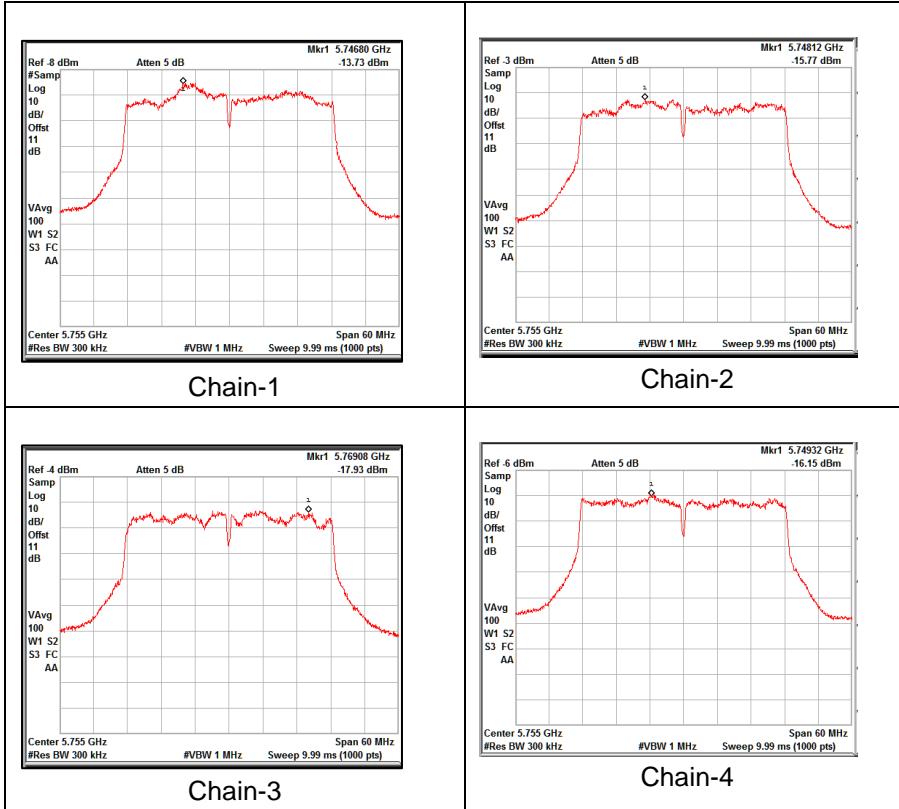 Mkr1 5.74680 GHz
Ref -8 dBm Atten 5 dB -13.73 dBm
#Samp
Log
10
dB/
Offst
11
dB
VAvg
100
W1 S2
S3 FC
AA
Center 5.755 GHz Span 60 MHz
#Res BW 300 kHz #VBW 1 MHz Sweep 9.99 ms (1000 pts)
Chain-1
Mkr1 5.74812 GHz
Ref -3 dBm Atten 5 dB -15.77 dBm
Samp
Log
10
dB/
Offst
11
dB
1
VAvg
100
W1 S2
S3 FC
AA
Center 5.755 GHz Span 60 MHz
#Res BW 300 kHz #VBW 1 MHz Sweep 9.99 ms (1000 pts)
Chain-2
Mkr1 5.76908 GHz
Ref -4 dBm Atten 5 dB -17.93 dBm
Samp
Log
10
dB/
Offst
11
dB
1
VAvg
100
W1 S2
S3 FC
AA
Center 5.755 GHz Span 60 MHz
#Res BW 300 kHz #VBW 1 MHz Sweep 9.99 ms (1000 pts)
Chain-3
Mkr1 5.74932 GHz
Ref -6 dBm Atten 5 dB -16.15 dBm
Samp
Log
10
dB/
Offst
11
dB
1
VAvg
100
W1 S2
S3 FC
AA
Center 5.755 GHz Span 60 MHz
#Res BW 300 kHz #VBW 1 MHz Sweep 9.99 ms (1000 pts)
Chain-4